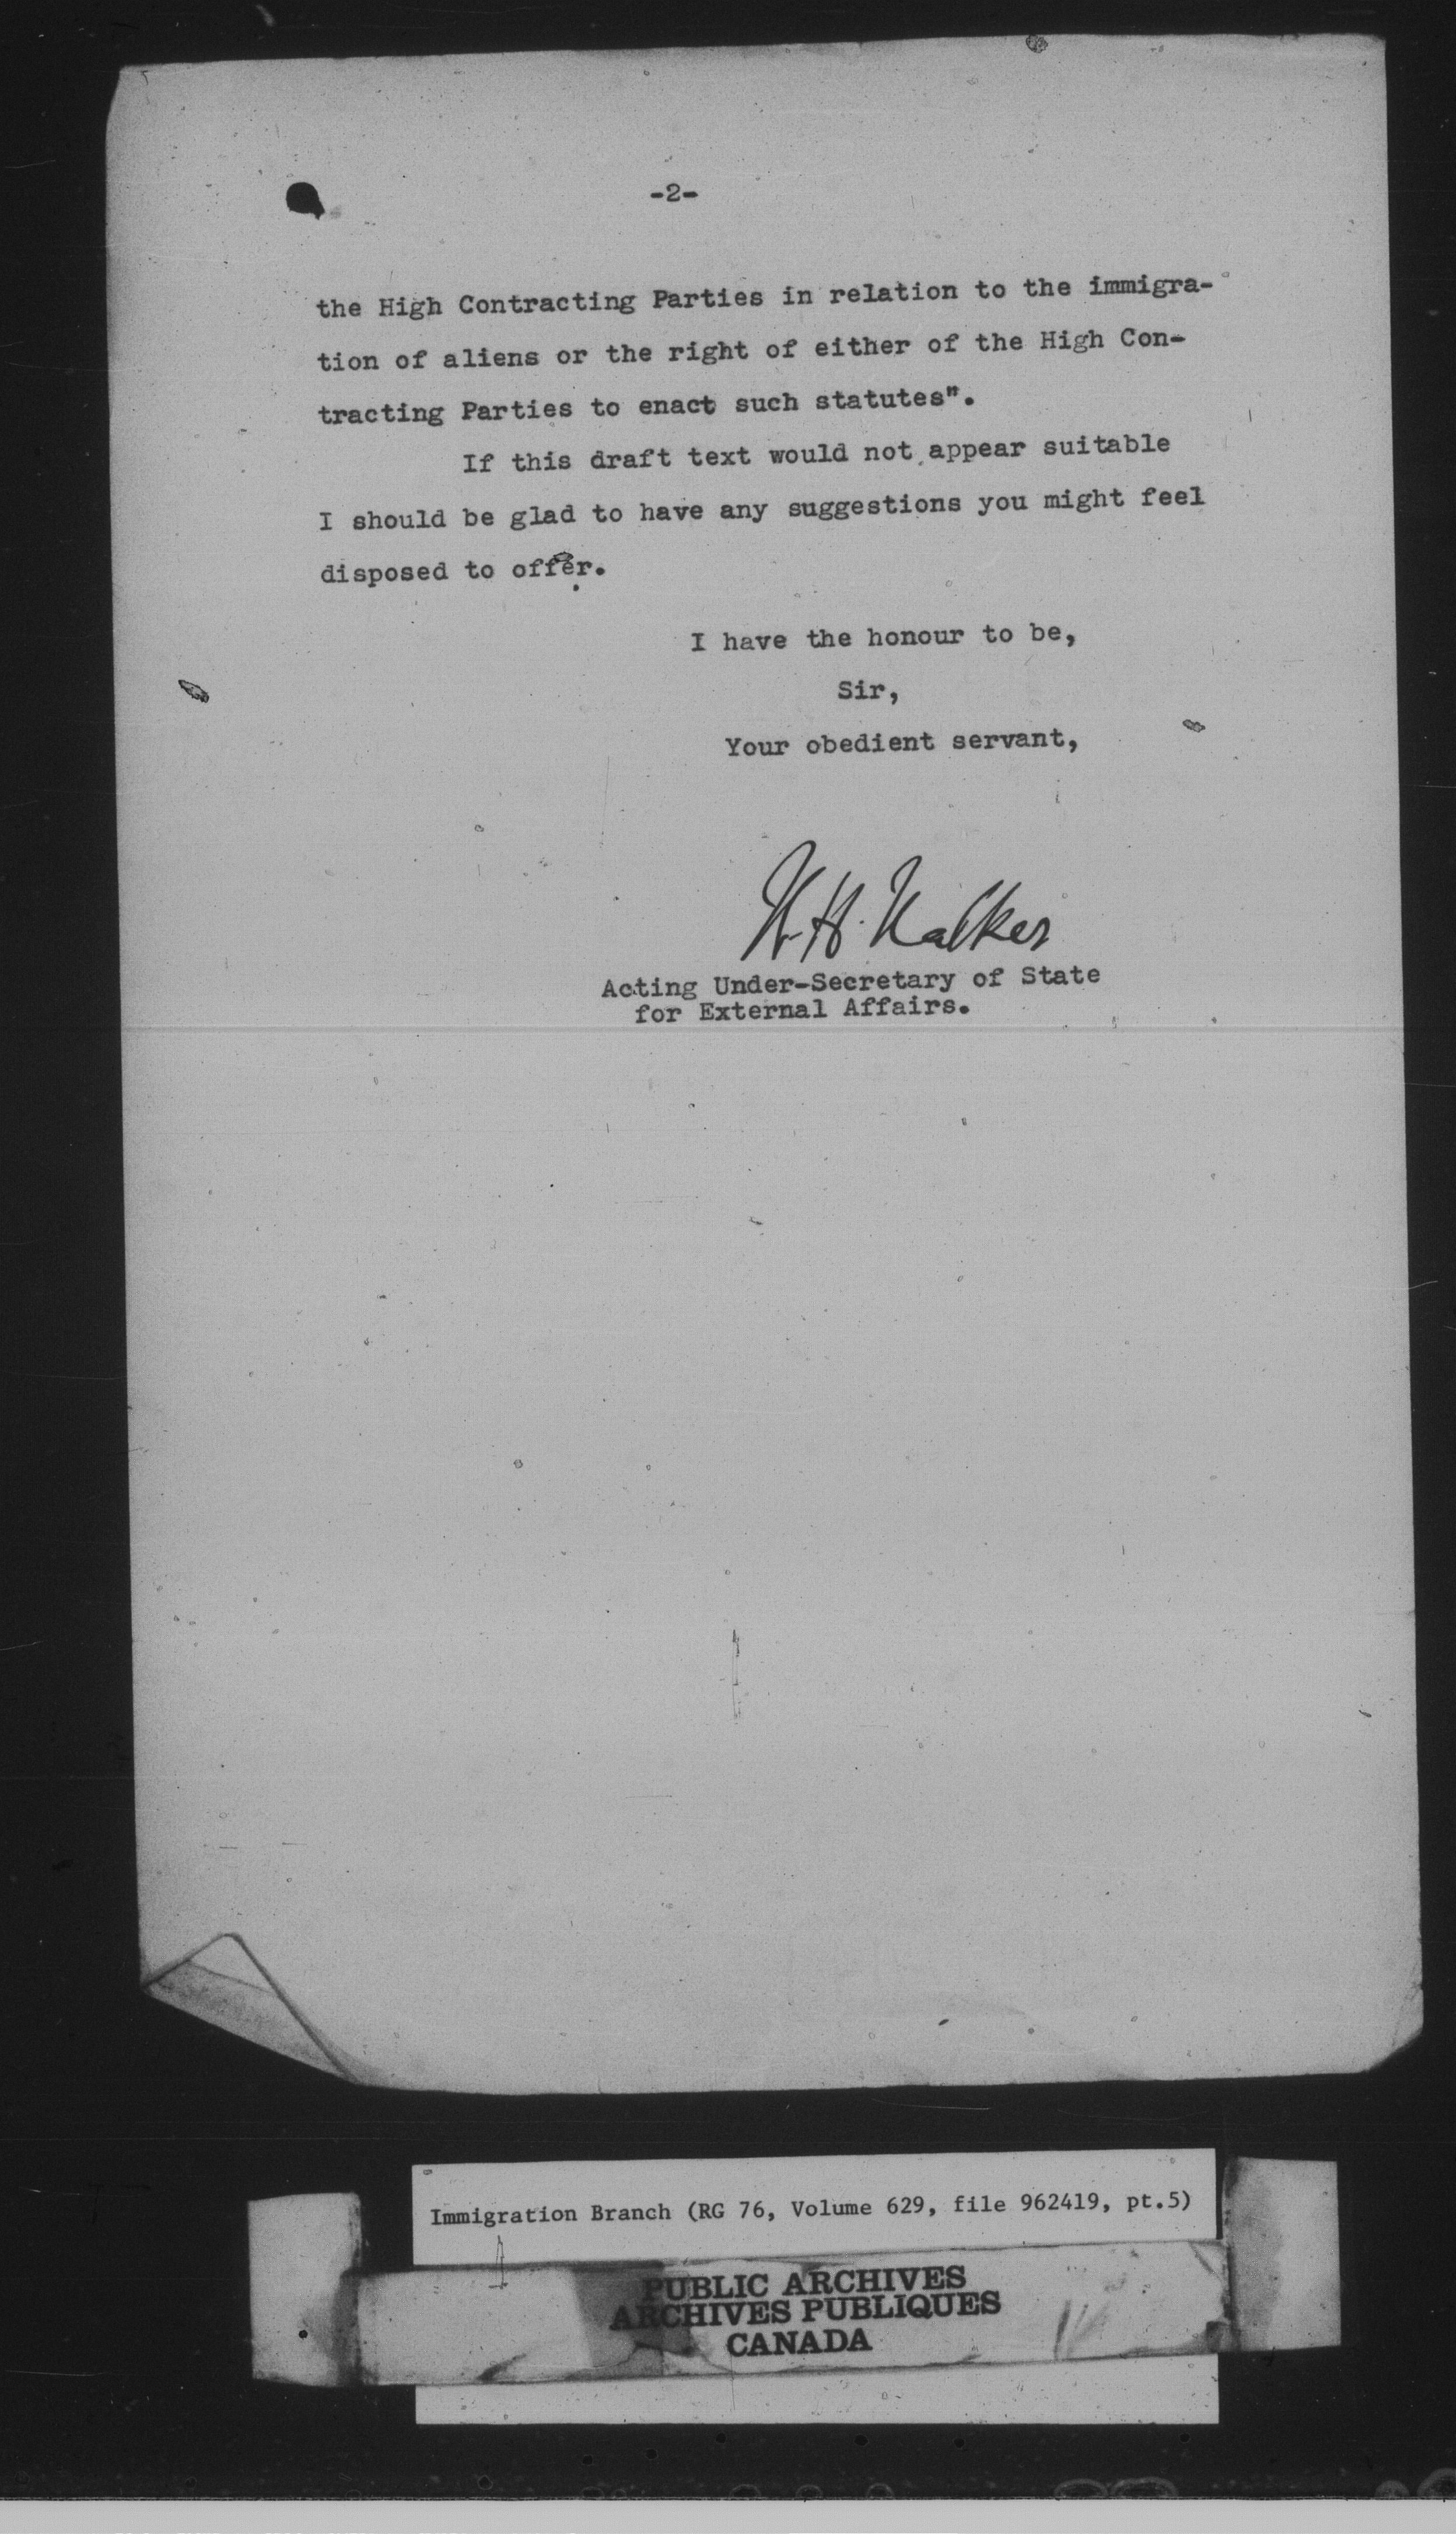 -2-
the High Contracting Parties in relation to the immigra-
tion of aliens or the right of either of the High Con-
tracting Parties to enact such statutes".
If this draft text would not appear suitable
I should be glad to have any suggestions you might feel
disposed to offer.
I have the honour to be,
Sir,
Your obedient servant,
W. H. Walker
Acting Under-Secretary of State
for External Affairs.
Immigration Branch (RG 76, Volume 629, file 962419, pt.5)
PUBLIC ARCHIVES
ARCHIVES PUBLIQUES
CANADA